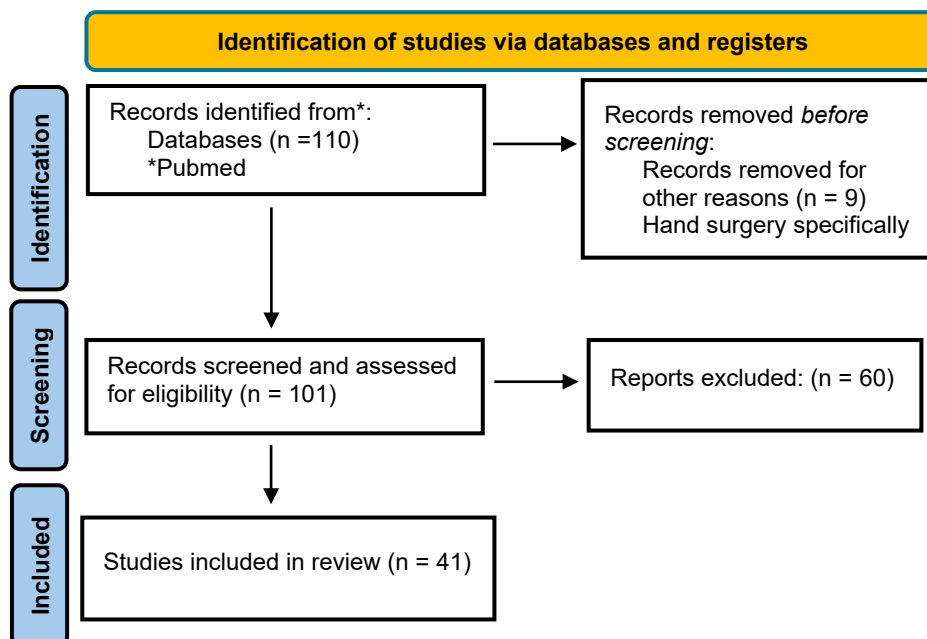 Identification of studies via databases and registers
Identification
Records identified from*:
Databases (n =110)
*Pubmed
Records removed before
screening:
Records removed for
other reasons (n = 9)
Hand surgery specifically
Screening
Records screened and assessed
for eligibility (n = 101)
Reports excluded: (n = 60)
Included
Studies included in review (n = 41)